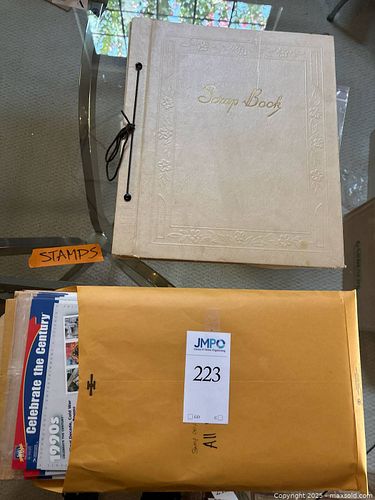 Scrap Book
STAMPS
Celebrate the Century
1990s
JMPO
223
All
Copyright 2025 - maxsold.com